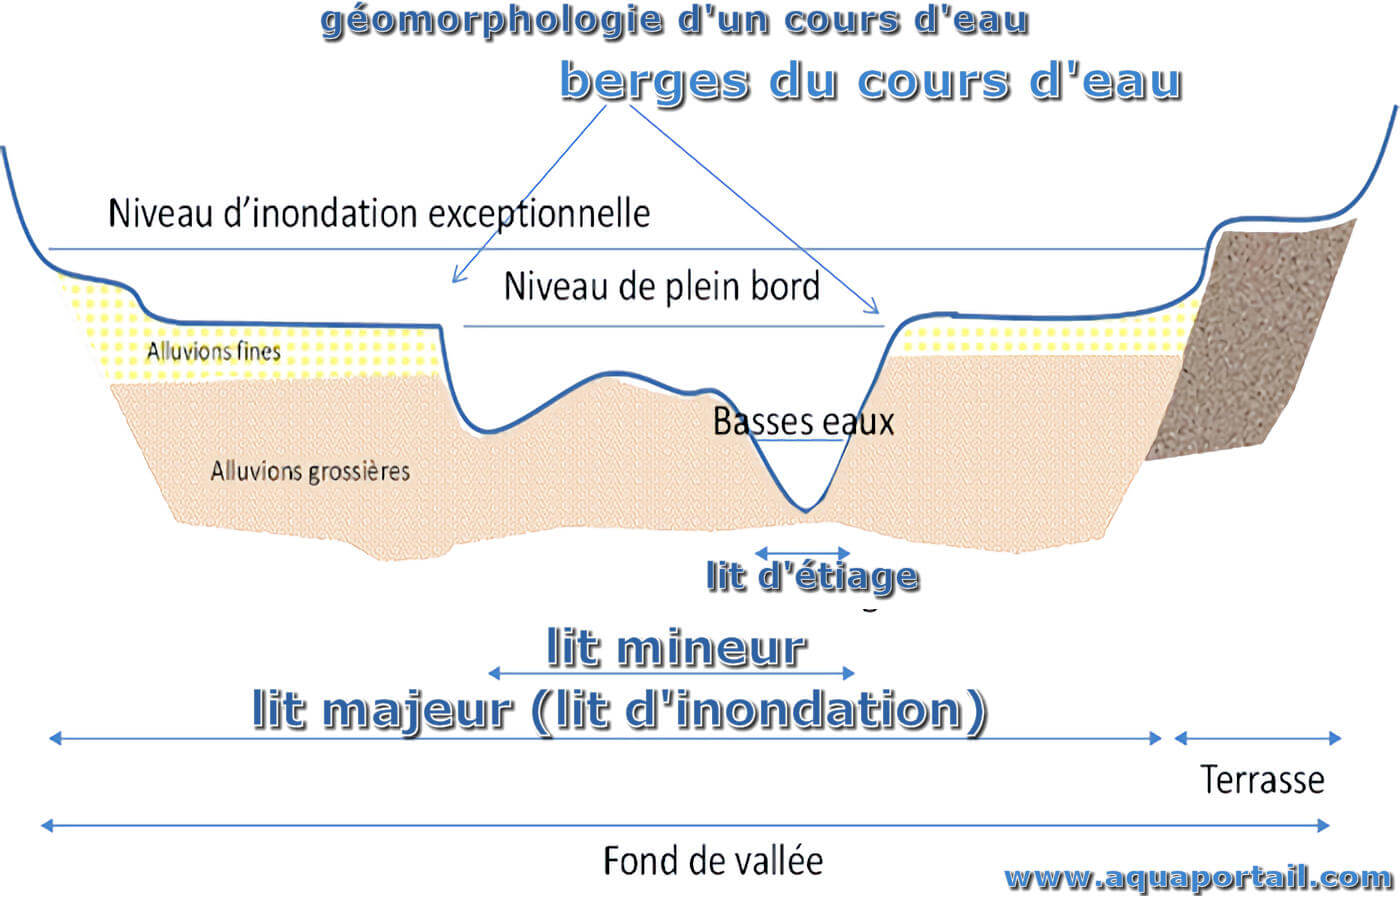 géomorphologie d'un cours d'eau
berges du cours d'eau
Niveau d’inondation exceptionnelle
Niveau de plein bord
Alluvions fines
Basses eaux
Alluvions grossières
lit d'étiage
lit mineur
lit majeur (lit d'inondation)
Terrasse
Fond de vallée
www.aquaportail.com